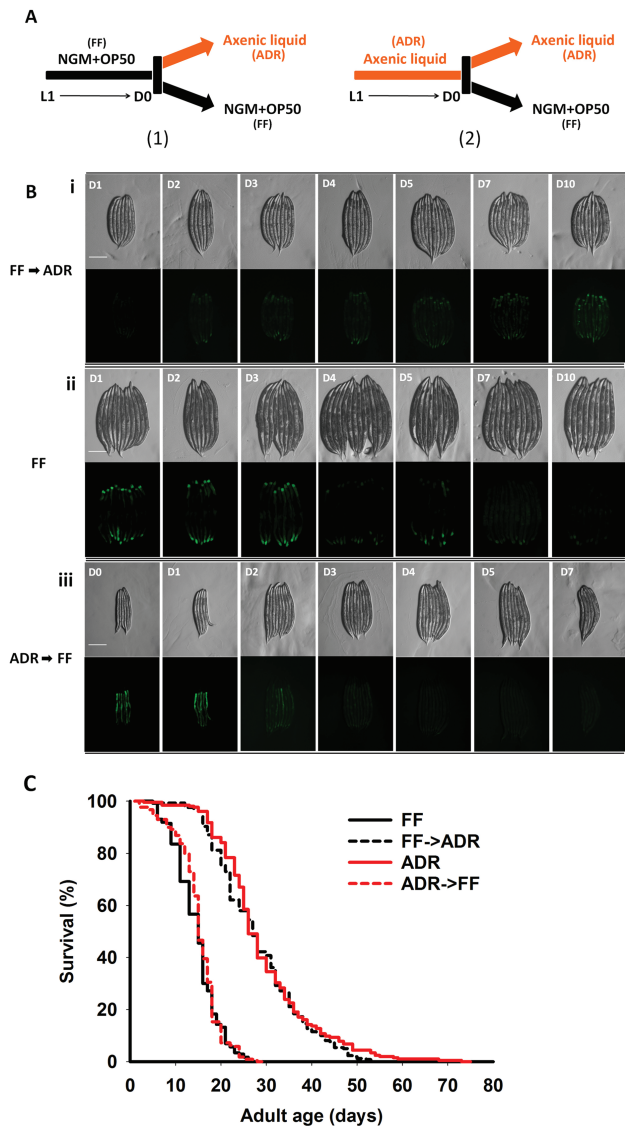 A
(FF)
NGM+OP50
L1
D0
Axenic liquid
(ADR)
NGM+OP50
(FF)
(1)
(ADR)
Axenic liquid
L1
D0
Axenic liquid
(ADR)
NGM+OP50
(FF)
(2)
B
i
D1 D2 D3 D4 D5 D7 D10
FF ➡ ADR
ii
D1 D2 D3 D4 D5 D7 D10
FF
iii
D0 D1 D2 D3 D4 D5 D7
ADR ➡ FF
C
Survival (%)
100
80
60
40
20
0
FF
FF->ADR
ADR
ADR->FF
0 10 20 30 40 50 60 70 80
Adult age (days)